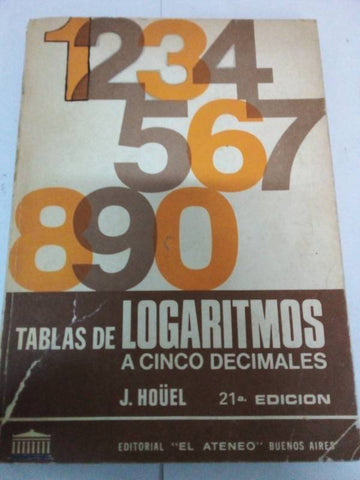 1234
567
890
TABLAS DE LOGARITMOS
A CINCO DECIMALES
J. HOÜEL 21a. EDICION
EDITORIAL "EL ATENEO" BUENOS AIRES